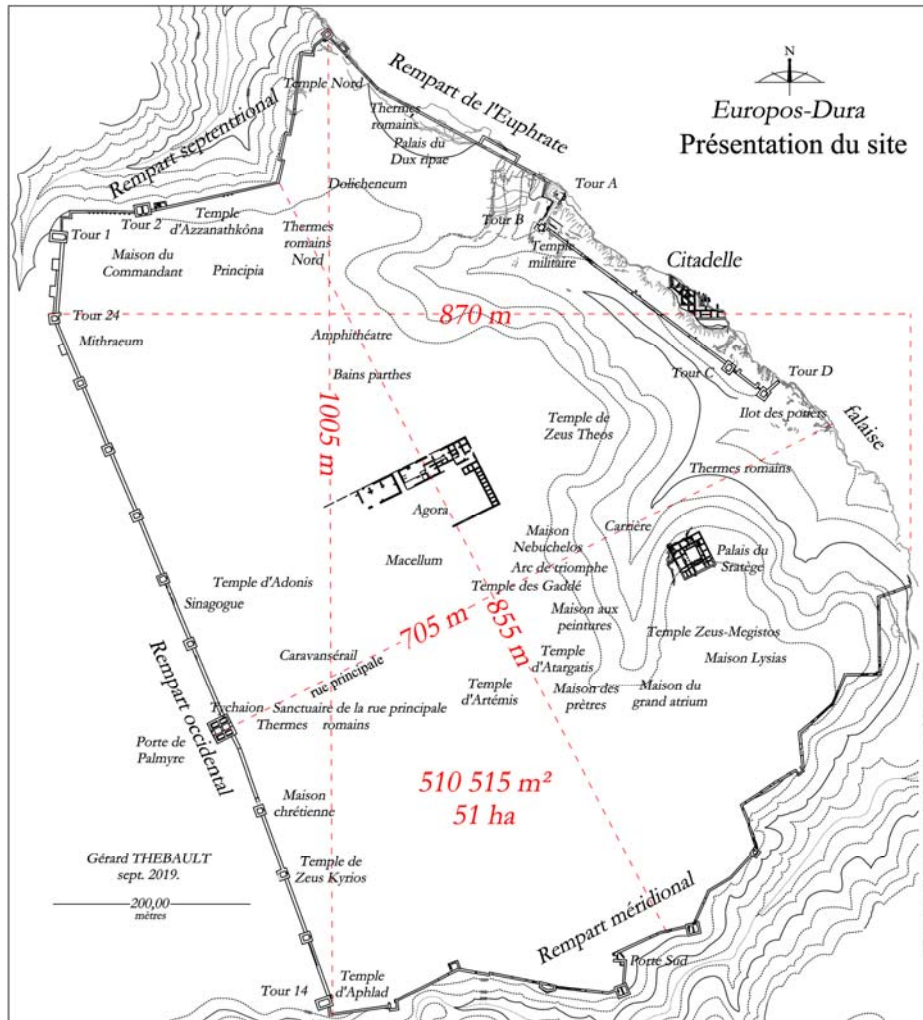 N
Europos-Dura
Présentation du site
Temple Nord
Rempart de l'Euphrate
Thermes
romains
Palais du
Dux ripae
Rempart septentrional
Dolicheneum
Tour A
Tour B
Tour 2
Temple
d'Azzanathkôna
Thermes
romains
Nord
Temple
militaire
Tour 1
Maison du
Commandant
Principia
Citadelle
870 m
Tour 24
Mithraeum
Amphithéatre
Bains parthes
Tour C
Tour D
Ilot des potiers
falaise
1005 m
Temple de
Zeus Theos
Thermes romains
Agora
Carrière
Maison
Nebuchelos
Arc de triomphe
Temple des Gaddé
Palais du
Sratège
Macellum
Temple d'Adonis
Sinagogue
855 m
705 m
Maison aux
peintures
Temple Zeus-Megistos
Maison Lysias
Caravansérail
rue principale
Temple
d'Atargatis
Temple
d'Artémis
Maison des
prètres
Maison du
grand atrium
Rempart occidental
Tychaion
Sanctuaire de la rue principale
Thermes romains
Porte de
Palmyre
510 515 m²
51 ha
Maison
chrétienne
Gérard THEBAULT
sept. 2019.
Temple de
Zeus Kyrios
200,00
mètres
Rempart méridional
Porte Sud
Tour 14
Temple
d'Aphlad